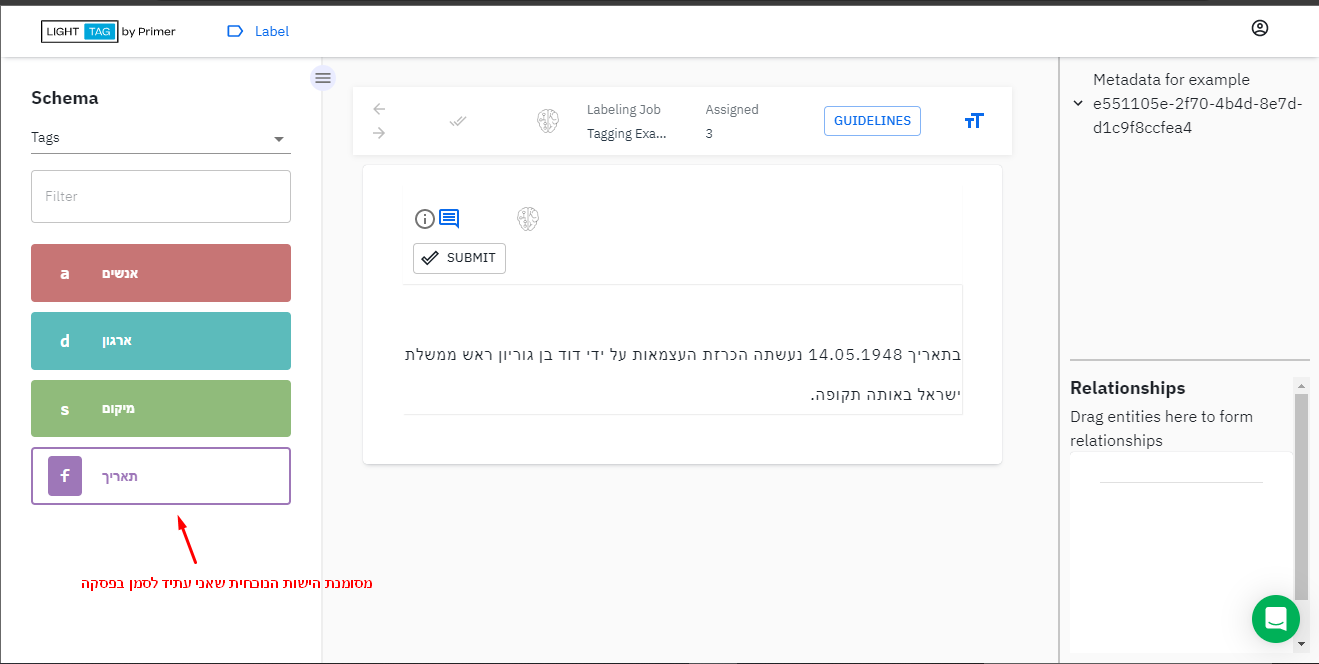 LIGHT TAG by Primer
Label
Schema
Tags
Filter
a אנשים
d ארגון
s מיקום
f תאריך
מסומנת הישות הנוכחית שאני עתיד לסמן בפסקה
Labeling Job
Tagging Exa...
Assigned
3
GUIDELINES
SUBMIT
בתאריך 14.05.1948 נעשתה הכרזת העצמאות על ידי דוד בן גוריון ראש ממשלת
ישראל באותה תקופה.
Metadata for example
e551105e-2f70-4b4d-8e7d-
d1c9f8ccfea4
Relationships
Drag entities here to form
relationships